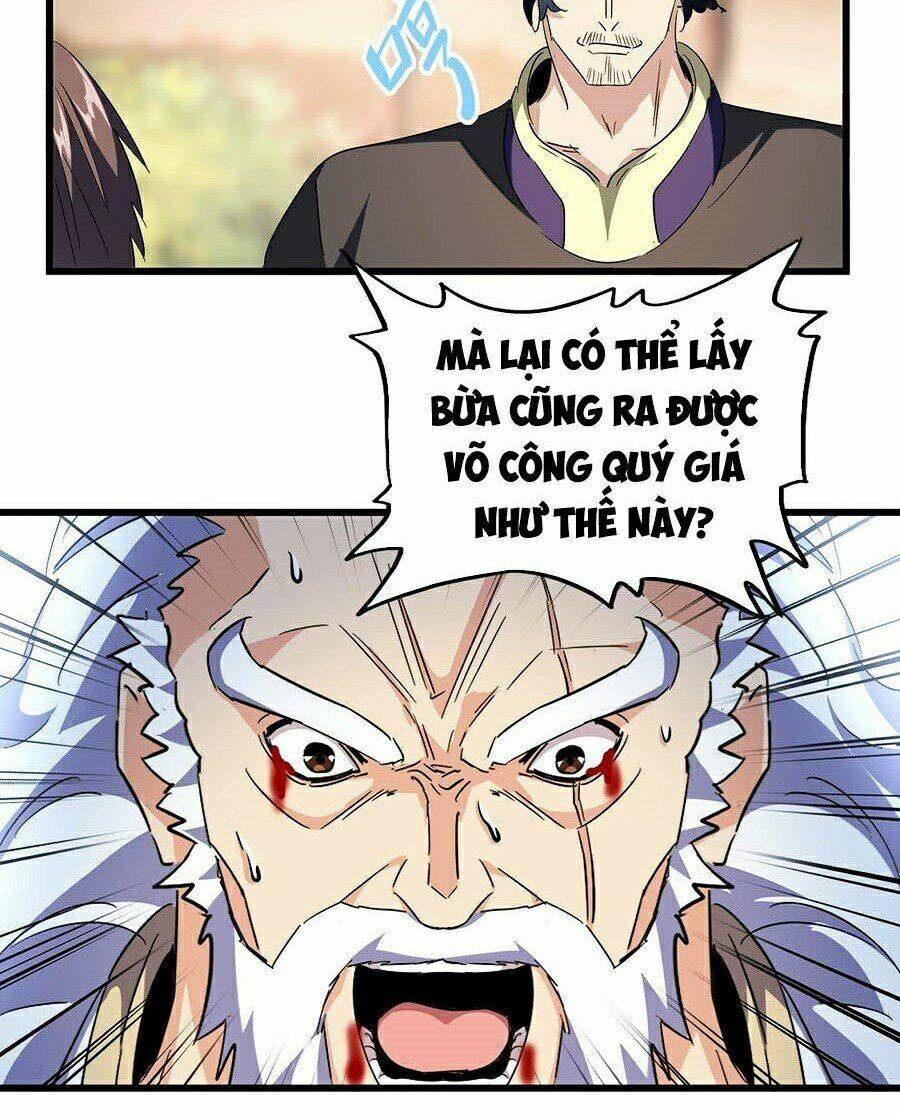 MÀ LẠI CÓ THỂ LẤY
BỪA CŨNG RA ĐƯỢC
VÕ CÔNG QUÝ GIÁ
NHƯ THẾ NÀY?